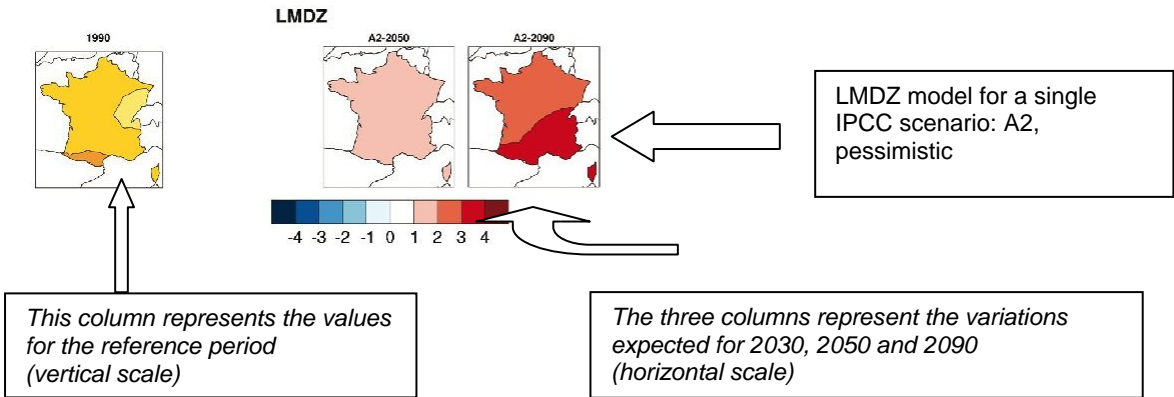 LMDZ
1990
A2-2050
A2-2090
LMDZ model for a single
IPCC scenario: A2,
pessimistic
-4 -3 -2 -1 0 1 2 3 4
This column represents the values
for the reference period
(vertical scale)
The three columns represent the variations
expected for 2030, 2050 and 2090
(horizontal scale)